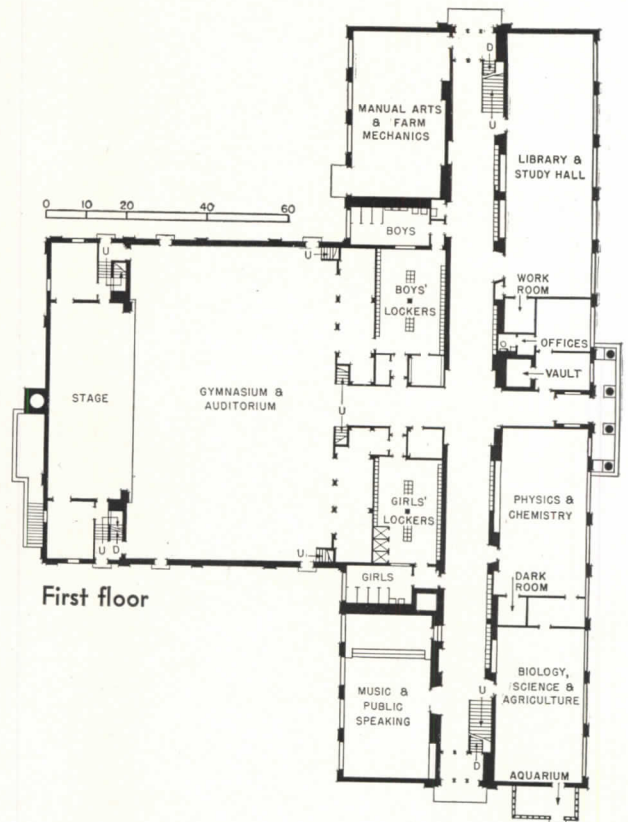 D
U
MANUAL ARTS
& FARM
MECHANICS
LIBRARY &
STUDY HALL
0 20 40 60
BOYS
U
U
BOYS'
LOCKERS
WORK
ROOM
OFFICES
VAULT
STAGE
GYMNASIUM &
AUDITORIUM
U
PHYSICS &
CHEMISTRY
GIRLS'
LOCKERS
U D
U
GIRLS
DARK
ROOM
First floor
MUSIC &
PUBLIC
SPEAKING
U
BIOLOGY,
SCIENCE &
AGRICULTURE
D
AQUARIUM